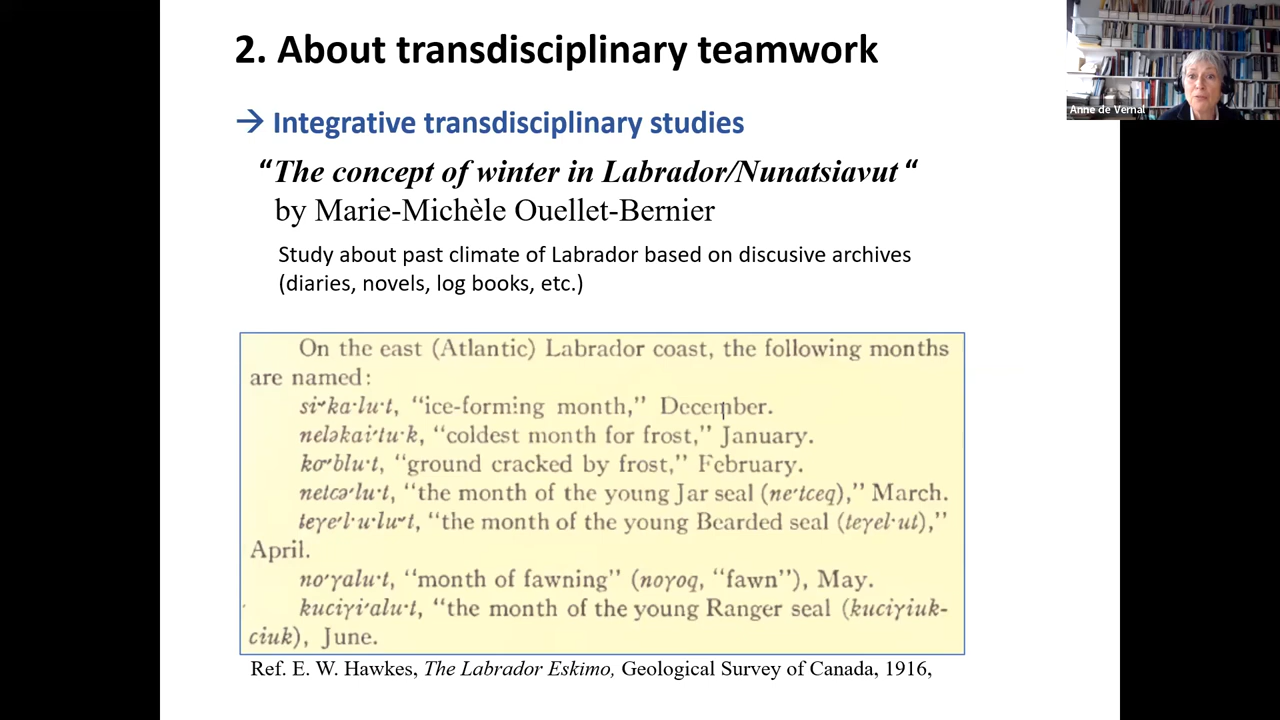 2. About transdisciplinary teamwork
→ Integrative transdisciplinary studies
“The concept of winter in Labrador/Nunatsiavut “
by Marie-Michèle Ouellet-Bernier
Study about past climate of Labrador based on discusive archives
(diaries, novels, log books, etc.)
On the east (Atlantic) Labrador coast, the following months
are named:
si˘ka·lu·t, “ice-forming month,” December.
neləkai′tu·k, “coldest month for frost,” January.
ko′blu·t, “ground cracked by frost,” February.
netcə′lu·t, “the month of the young Jar seal (ne′tceq),” March.
teγe′l·u·lu˘t, “the month of the young Bearded seal (teγel·ut),”
April.
no′γalu·t, “month of fawning” (noγoq, “fawn”), May.
kuciγi′alu·t, “the month of the young Ranger seal (kuciγiuk-
ciuk), June.
Ref. E. W. Hawkes, The Labrador Eskimo, Geological Survey of Canada, 1916,
Anne de Vernal